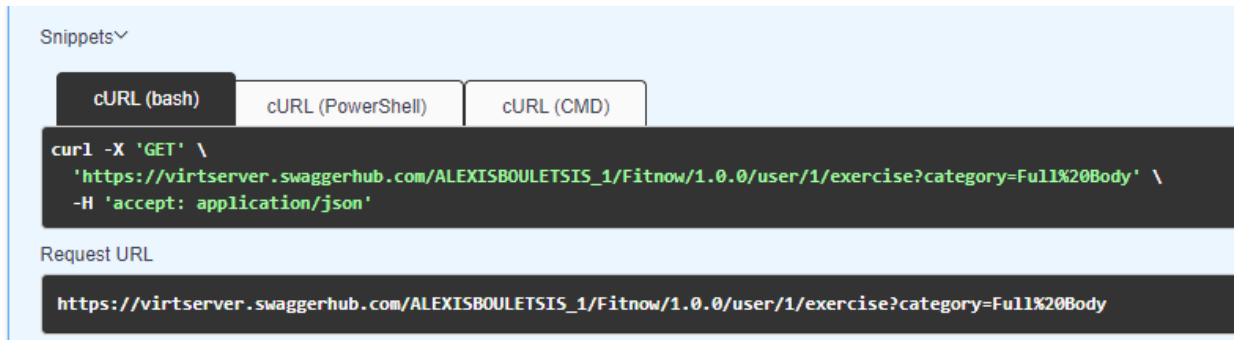 Snippets
cURL (bash)
cURL (PowerShell)
cURL (CMD)
curl -X 'GET' \
'https://virtserver.swaggerhub.com/ALEXISBOULETSIS_1/Fitnow/1.0.0/user/1/exercise?category=Full%20Body' \
-H 'accept: application/json'
Request URL
https://virtserver.swaggerhub.com/ALEXISBOULETSIS_1/Fitnow/1.0.0/user/1/exercise?category=Full%20Body